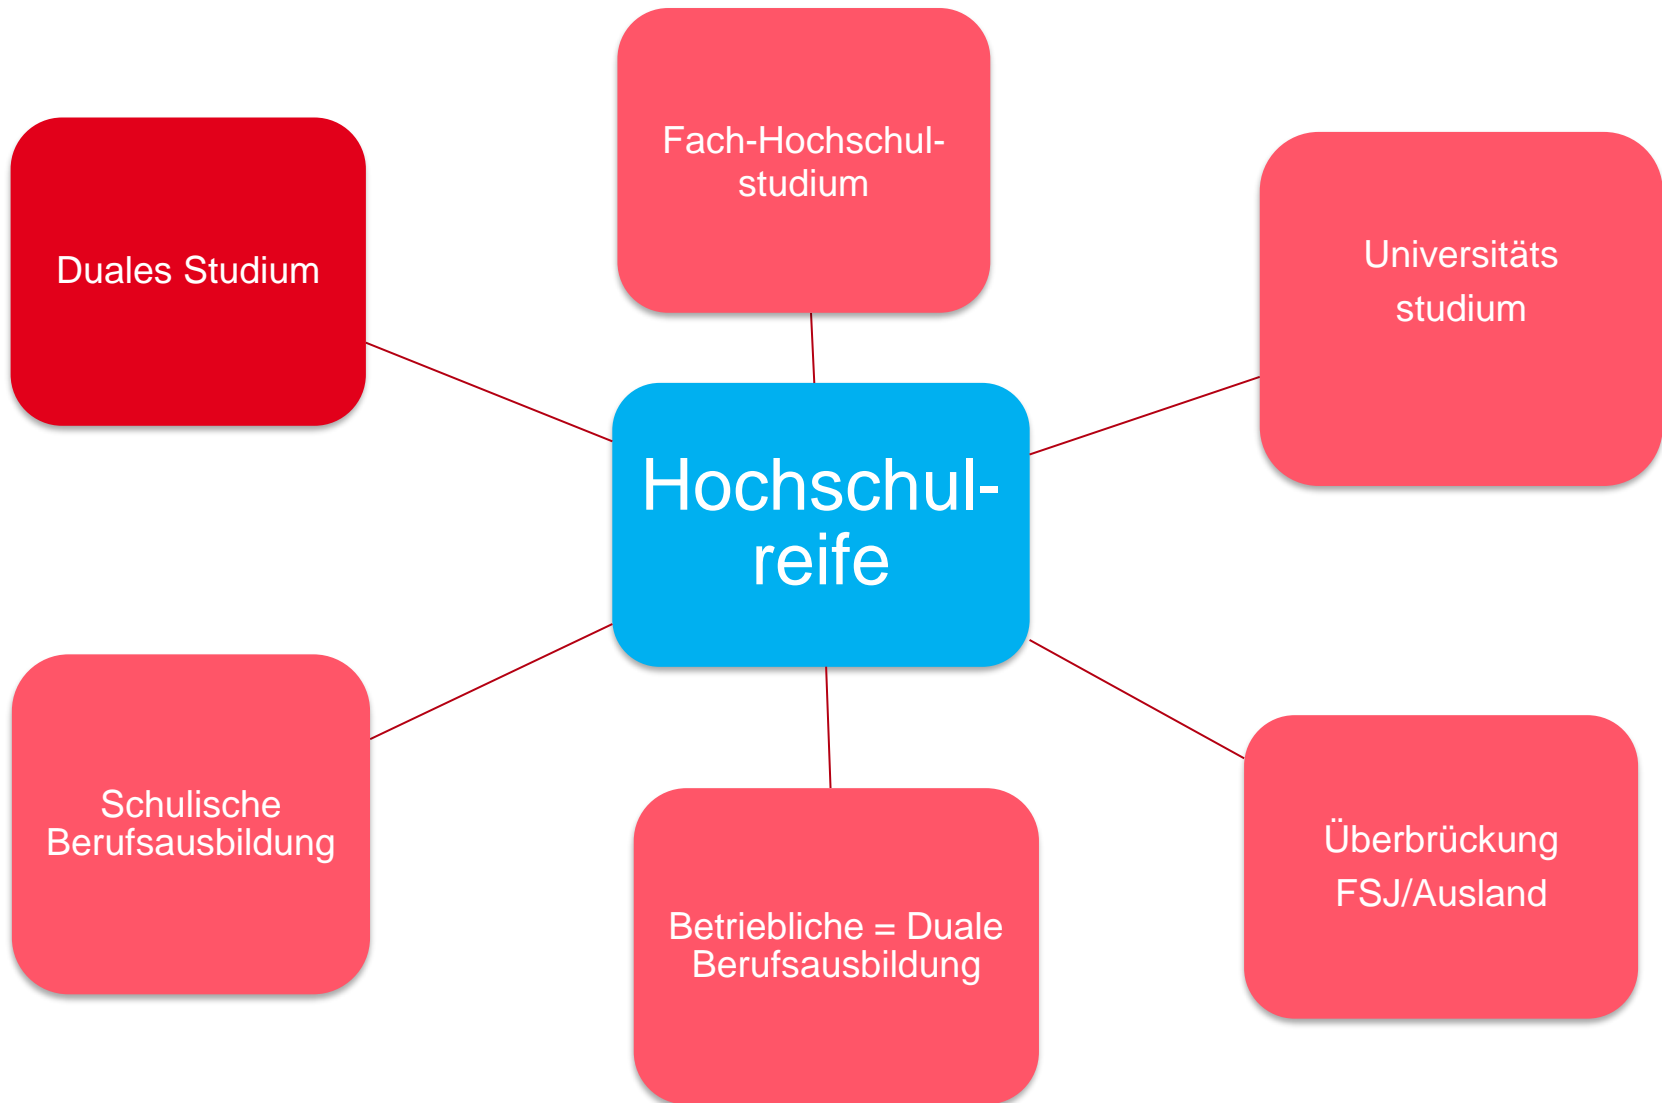 Fach-Hochschul-
studium
Duales Studium
Universitäts
studium
Hochschul-
reife
Schulische
Berufsausbildung
Betriebliche = Duale
Berufsausbildung
Überbrückung
FSJ/Ausland